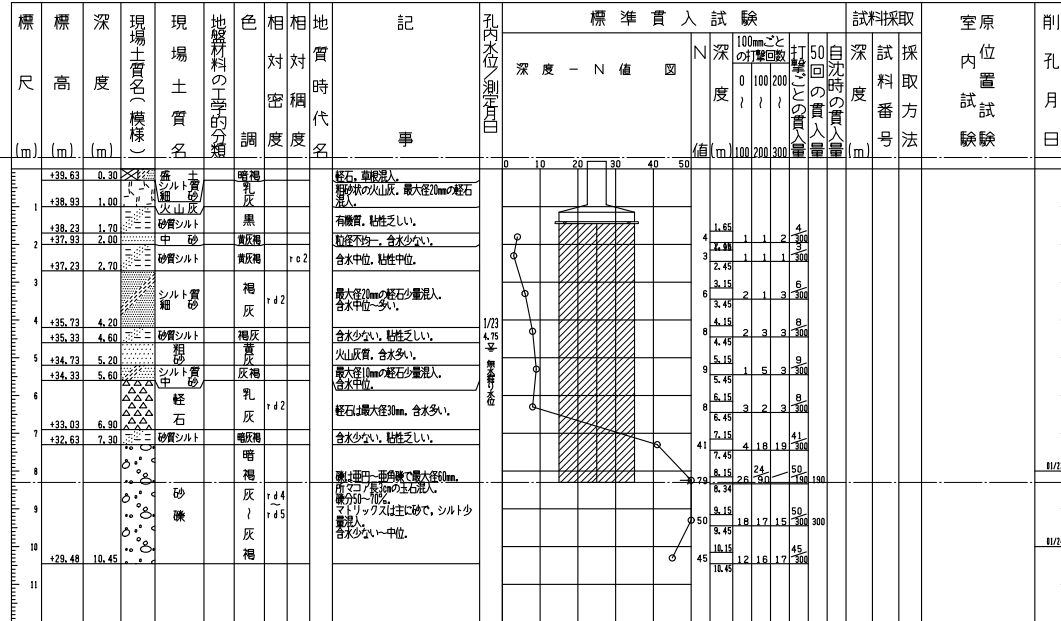 標尺(m)
標高(m)
深度(m)
現場土質名(模様)
現場土質名
地盤材料の工学的分類
色調
相対密度
相対稠度
地質時代名
記事
孔内水位/測定月日
標準貫入試験
深度－N値図
0 10 20 30 40 50
N値
深度(m)
100mmごとの打撃回数
0～100
100～200
200～300
打撃ごとの貫入量
50回の貫入量
自沈時の貫入量
試料採取
深度(m)
試料番号
採取方法
室内試験
原位置試験
削孔月日
+39.63 0.30 盛土 暗褐 軽石，草根混入。
+38.93 1.00 シルト質細砂 乳灰 粗砂状の火山灰。最大径20mmの軽石混入。
火山灰
+38.23 1.70 砂質シルト 黒 有機質。粘性乏しい。
+37.93 2.00 中砂 黄灰褐 粒径不均一。含水少ない。
+37.23 2.70 砂質シルト 黄灰褐 rc2 含水中位。粘性中位。
+35.73 4.20 シルト質細砂 褐灰 rd2 最大径20mmの軽石少量混入。
含水中位～多い。
+35.33 4.60 砂質シルト 褐灰 含水少ない。粘性乏しい。
+34.73 5.20 粗砂 黄灰 火山灰質。含水多い。
+34.33 5.60 シルト質中砂 灰褐 最大径10mmの軽石少量混入。
含水中位。
+33.03 6.90 軽石 乳灰 rd2 軽石は最大径30mm。含水多い。
+32.63 7.30 砂質シルト 暗灰褐 含水少ない。粘性乏しい。
+29.48 10.45 砂礫 暗褐灰～灰褐 rd4～rd5
礫は亜円～亜角礫で最大径60mm。
所マコア長3cmの玉石混入。
礫分50～70%。
マトリックスは主に砂で，シルト少量混入。
含水少ない～中位。
1
2
3
4
5
6
7
8
9
10
11
1/23
4.75
無水掘り水位
4 1.65 1 1 2 4/300
3 2.45 1 1 1 3/300
6 3.15 3.45 2 1 3 6/300
8 4.15 4.45 2 3 3 8/300
9 5.15 5.45 1 5 3 9/300
8 6.15 6.45 3 2 3 8/300
41 7.15 7.45 4 18 19 41/300
79 8.15 8.34 26 24/90 50/190 190
50 9.15 9.45 18 17 15 50/300 300
45 10.15 10.45 12 16 17 45/300